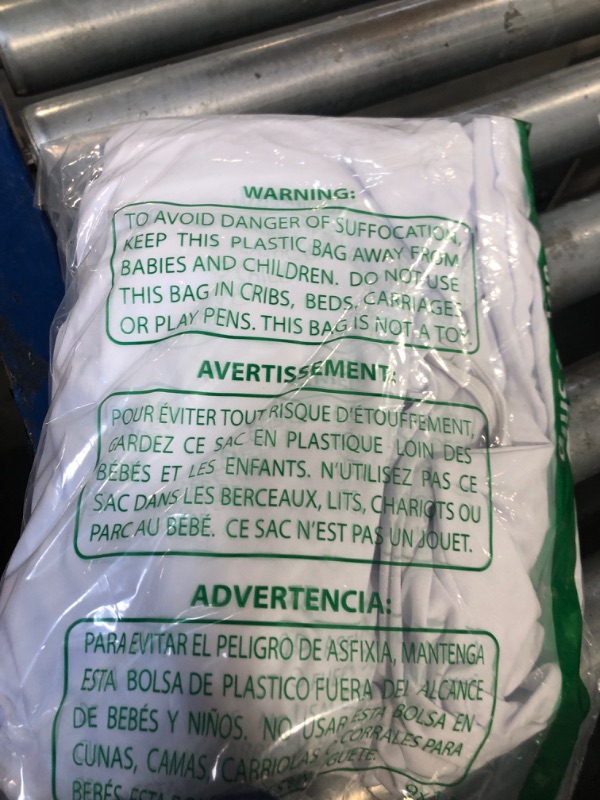 WARNING:
TO AVOID DANGER OF SUFFOCATION,
KEEP THIS PLASTIC BAG AWAY FROM
BABIES AND CHILDREN. DO NOT USE
THIS BAG IN CRIBS, BEDS, CARRIAGES
OR PLAY PENS. THIS BAG IS NOT A TOY.
AVERTISSEMENT:
POUR ÉVITER TOUT RISQUE D'ÉTOUFFEMENT,
GARDEZ CE SAC EN PLASTIQUE LOIN DES
BÉBÉS ET LES ENFANTS. N'UTILISEZ PAS CE
SAC DANS LES BERCEAUX, LITS, CHARIOTS OU
PARC AU BÉBÉ. CE SAC N'EST PAS UN JOUET.
ADVERTENCIA:
PARA EVITAR EL PELIGRO DE ASFIXIA, MANTENGA
ESTA BOLSA DE PLASTICO FUERA DEL ALCANCE
DE BEBÉS Y NIÑOS. NO USAR ESTA BOLSA EN
CUNAS, CAMAS, CARRIOLAS CORRALES PARA
BEBÉS ESTA